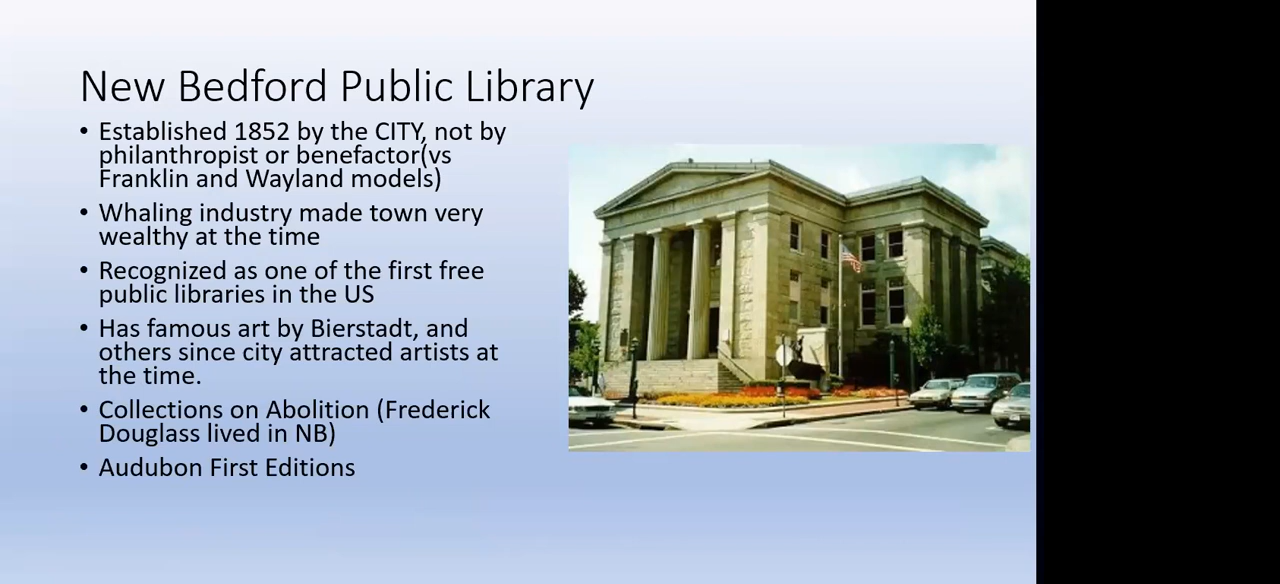 New Bedford Public Library
• Established 1852 by the CITY, not by
philanthropist or benefactor(vs
Franklin and Wayland models)
• Whaling industry made town very
wealthy at the time
• Recognized as one of the first free
public libraries in the US
• Has famous art by Bierstadt, and
others since city attracted artists at
the time.
• Collections on Abolition (Frederick
Douglass lived in NB)
• Audubon First Editions